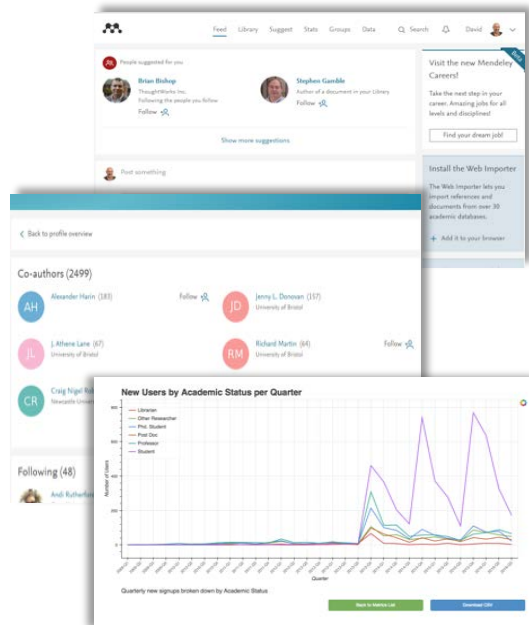 Feed Library Suggest Stats Groups Data Search David
Beta
People suggested for you
Brian Bishop
ThoughtWorks Inc.
Following the people you follow
Follow
Stephen Gamble
Author of a document in your Library
Follow
Show more suggestions
Post something
Visit the new Mendeley
Careers!
Take the next step in your
career. Amazing jobs for all
levels and disciplines!
Find your dream job!
Install the Web Importer
The Web Importer lets you
import references and
documents from over 30
academic databases.
+ Add it to your browser
Back to profile overview
Co-authors (2499)
AH
Alexander Harin (183)
Follow
JD
Jenny L. Donovan (157)
University of Bristol
JL
J. Athene Lane (67)
University of Bristol
RM
Richard Martin (64)
University of Bristol
Follow
CR
Craig Nigel
Newcastle
Following (48)
Andi
New Users by Academic Status per Quarter
Number of Users
Librarian
Other Researcher
PhD. Student
Post Doc
Professor
Student
800
600
400
200
0
Quarter
Quarterly new signups broken down by Academic Status
Back to Metrics List
Download CSV